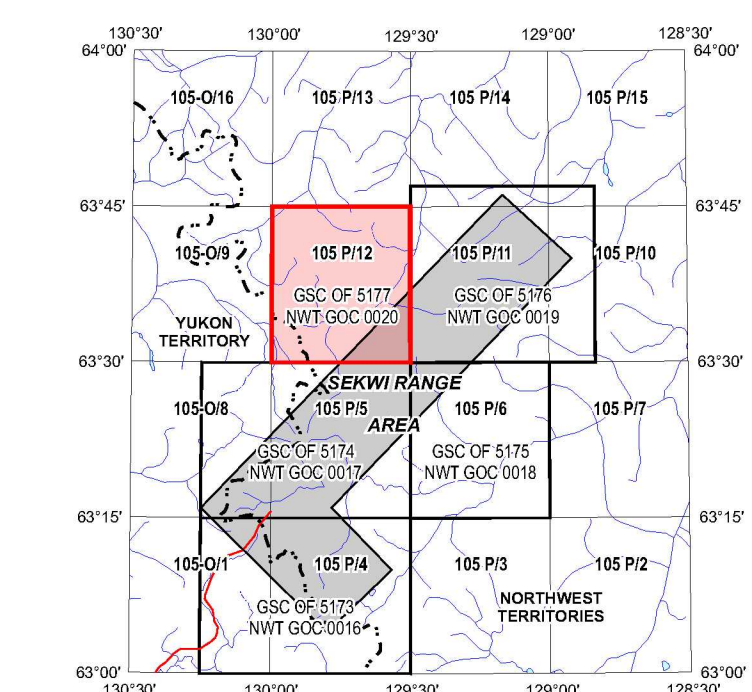 130°30' 130°00' 129°30' 129°00' 128°30'
64°00' 64°00'
105-O/16 105 P/13 105 P/14 105 P/15
63°45' 63°45'
105-O/9 105 P/12 105 P/11 105 P/10
GSC OF 5177 GSC OF 5176
NWT GOC 0020 NWT GOC 0019
YUKON
TERRITORY
63°30' 63°30'
SEKWI RANGE
105-O/8 105 P/5 105 P/6 105 P/7
AREA
GSC OF 5174 GSC OF 5175
NWT GOC 0017 NWT GOC 0018
63°15' 63°15'
105-O/1 105 P/4 105 P/3 105 P/2
NORTHWEST
TERRITORIES
GSC OF 5173
NWT GOC 0016
63°00' 63°00'
130°30' 130°00' 129°30' 129°00' 128°30'